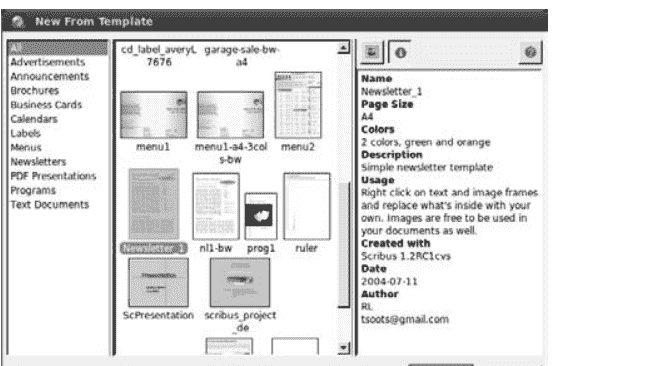 New From Template
All
Advertisements
Announcements
Brochures
Business Cards
Calendars
Labels
Menus
Newsletters
PDF Presentations
Programs
Text Documents
cd_label_averyL
7676
garage-sale-bw-
a4
menu1
menu1-a4-3col
s-bw
menu2
Newsletter_1
nl1-bw
prog1
ruler
Presentation
ScPresentation
scribus_project
_de
Name
Newsletter_1
Page Size
A4
Colors
2 colors, green and orange
Description
Simple newsletter template
Usage
Right click on text and image frames
and replace what's inside with your
own. Images are free to be used in
your documents as well.
Created with
Scribus 1.2RC1cvs
Date
2004-07-11
Author
RL
tsoots@gmail.com